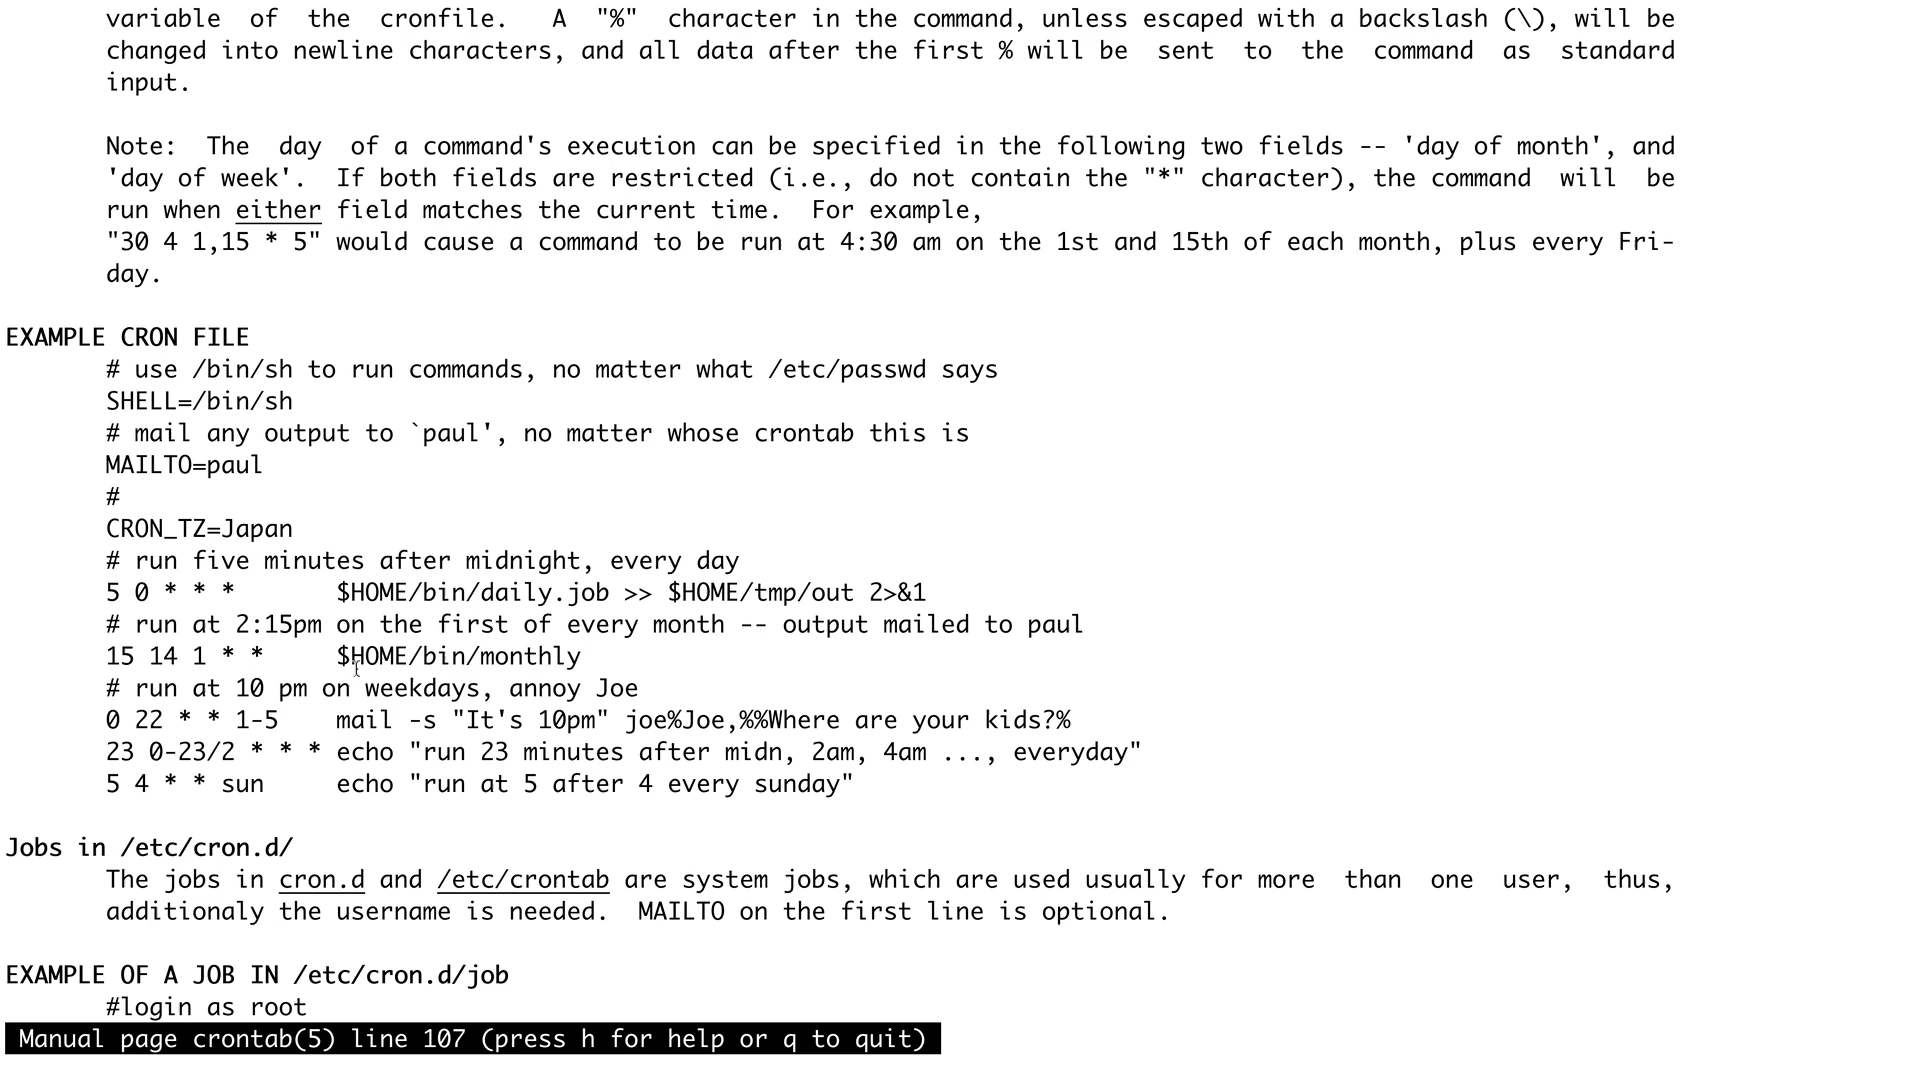 variable of the cronfile. A "%" character in the command, unless escaped with a backslash (\), will be
changed into newline characters, and all data after the first % will be sent to the command as standard
input.
Note: The day of a command's execution can be specified in the following two fields -- 'day of month', and
'day of week'. If both fields are restricted (i.e., do not contain the "*" character), the command will be
run when either field matches the current time. For example,
"30 4 1,15 * 5" would cause a command to be run at 4:30 am on the 1st and 15th of each month, plus every Fri-
day.
EXAMPLE CRON FILE
# use /bin/sh to run commands, no matter what /etc/passwd says
SHELL=/bin/sh
# mail any output to `paul', no matter whose crontab this is
MAILTO=paul
#
CRON_TZ=Japan
# run five minutes after midnight, every day
5 0 * * *       $HOME/bin/daily.job >> $HOME/tmp/out 2>&1
# run at 2:15pm on the first of every month -- output mailed to paul
15 14 1 * *     $HOME/bin/monthly
# run at 10 pm on weekdays, annoy Joe
0 22 * * 1-5    mail -s "It's 10pm" joe%Joe,%%Where are your kids?%
23 0-23/2 * * * echo "run 23 minutes after midn, 2am, 4am ..., everyday"
5 4 * * sun     echo "run at 5 after 4 every sunday"
Jobs in /etc/cron.d/
The jobs in cron.d and /etc/crontab are system jobs, which are used usually for more than one user, thus,
additionaly the username is needed. MAILTO on the first line is optional.
EXAMPLE OF A JOB IN /etc/cron.d/job
#login as root
Manual page crontab(5) line 107 (press h for help or q to quit)